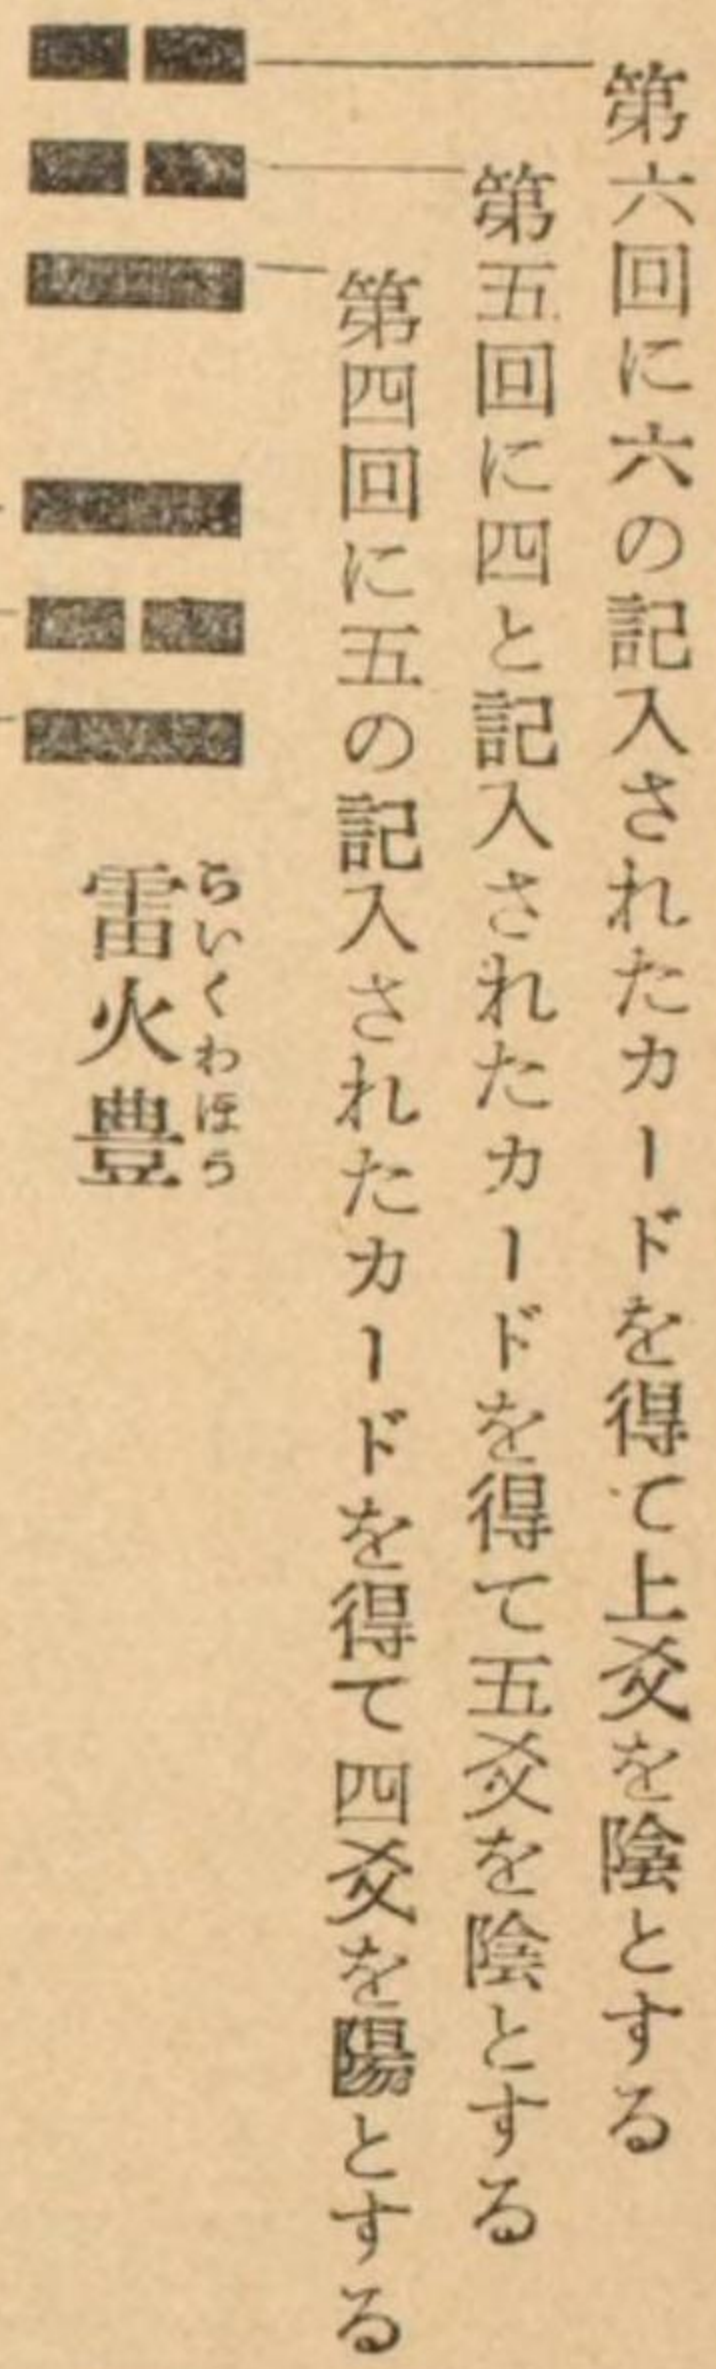 第六回に六の記入されたカードを得て上爻を陰とする
第五回に四と記入されたカードを得て五爻を陰とする
第四回に五の記入されたカードを得て四爻を陽とする
らいくわほう
雷火豊